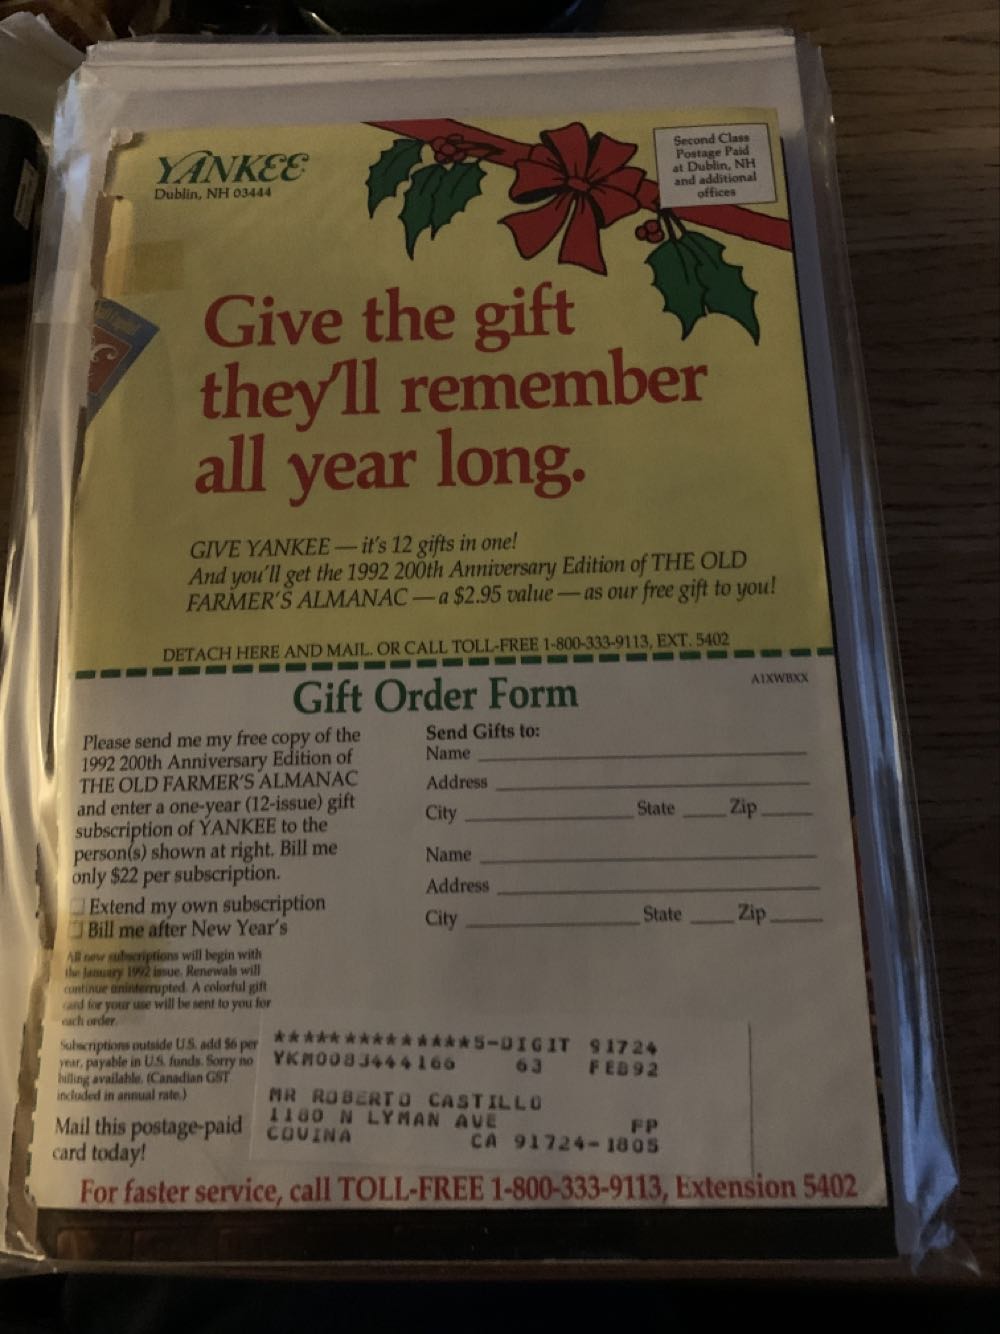 YANKEE
Dublin, NH 03444
Second Class
Postage Paid
at Dublin, NH
and additional
offices
Give the gift
they'll remember
all year long.
GIVE YANKEE — it's 12 gifts in one!
And you'll get the 1992 200th Anniversary Edition of THE OLD
FARMER'S ALMANAC — a $2.95 value — as our free gift to you!
DETACH HERE AND MAIL. OR CALL TOLL-FREE 1-800-333-9113, EXT. 5402
Gift Order Form
A1XWBXX
Please send me my free copy of the
1992 200th Anniversary Edition of
THE OLD FARMER'S ALMANAC
and enter a one-year (12-issue) gift
subscription of YANKEE to the
person(s) shown at right. Bill me
only $22 per subscription.
Extend my own subscription
Bill me after New Year's
All new subscriptions will begin with
the January 1992 issue. Renewals will
continue uninterrupted. A colorful gift
card for your use will be sent to you for
each order.
Subscriptions outside U.S. add $6 per
year, payable in U.S. funds. Sorry no
billing available. (Canadian GST
included in annual rate.)
Mail this postage-paid
card today!
Send Gifts to:
Name
Address
City State Zip
Name
Address
City State Zip
**************5-DIGIT 91724
YKM0083444166 63 FEB92
MR ROBERTO CASTILLO
1180 N LYMAN AVE FP
COVINA CA 91724-1805
For faster service, call TOLL-FREE 1-800-333-9113, Extension 5402